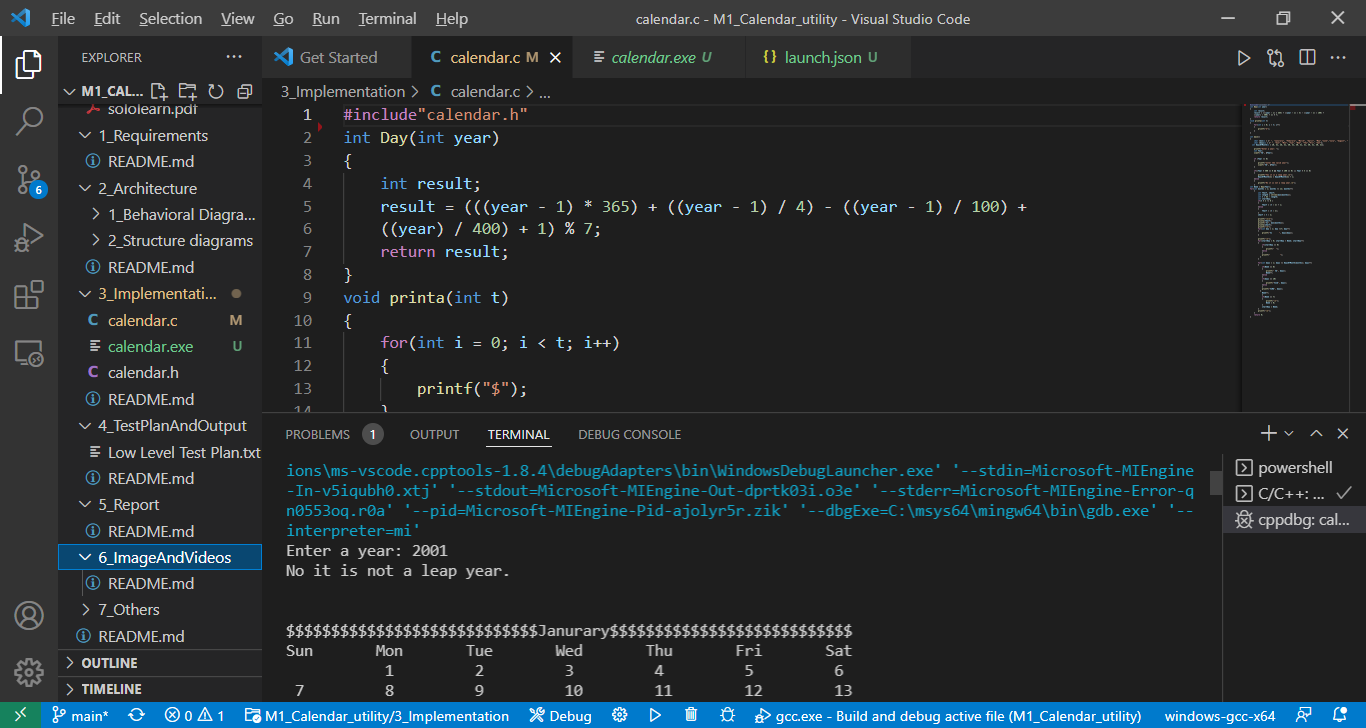 File Edit Selection View Go Run Terminal Help calendar.c - M1_Calendar_utility - Visual Studio Code
EXPLORER
Get Started
calendar.c M
calendar.exe U
launch.json U
M1_CAL...
3_Implementation > calendar.c > ...
sololearn.pdf
1_Requirements
README.md
2_Architecture
1_Behavioral Diagra...
2_Structure diagrams
README.md
3_Implementati...
calendar.c M
calendar.exe U
calendar.h
README.md
4_TestPlanAndOutput
Low Level Test Plan.txt
README.md
5_Report
README.md
6_ImageAndVideos
README.md
7_Others
README.md
OUTLINE
TIMELINE
1 #include"calendar.h"
2 int Day(int year)
3 {
4 int result;
5 result = (((year - 1) * 365) + ((year - 1) / 4) - ((year - 1) / 100) +
6 ((year) / 400) + 1) % 7;
7 return result;
8 }
9 void printa(int t)
10 {
11 for(int i = 0; i < t; i++)
12 {
13 printf("$");
14 }
PROBLEMS 1 OUTPUT TERMINAL DEBUG CONSOLE
ions\ms-vscode.cpptools-1.8.4\debugAdapters\bin\WindowsDebugLauncher.exe' '--stdin=Microsoft-MIEngine
-In-v5iqubh0.xtj' '--stdout=Microsoft-MIEngine-Out-dprtk03i.o3e' '--stderr=Microsoft-MIEngine-Error-q
n0553oq.r0a' '--pid=Microsoft-MIEngine-Pid-ajolyr5r.zik' '--dbgExe=C:\msys64\mingw64\bin\gdb.exe' '--
interpreter=mi'
Enter a year: 2001
No it is not a leap year.
$$$$$$$$$$$$$$$$$$$$$$$$$$$$Janurary$$$$$$$$$$$$$$$$$$$$$$$$$$$
Sun Mon Tue Wed Thu Fri Sat
1 2 3 4 5 6
7 8 9 10 11 12 13
powershell
C/C++: ...
cppdbg: cal...
6
main* 0 1 M1_Calendar_utility/3_Implementation Debug gcc.exe - Build and debug active file (M1_Calendar_utility) windows-gcc-x64